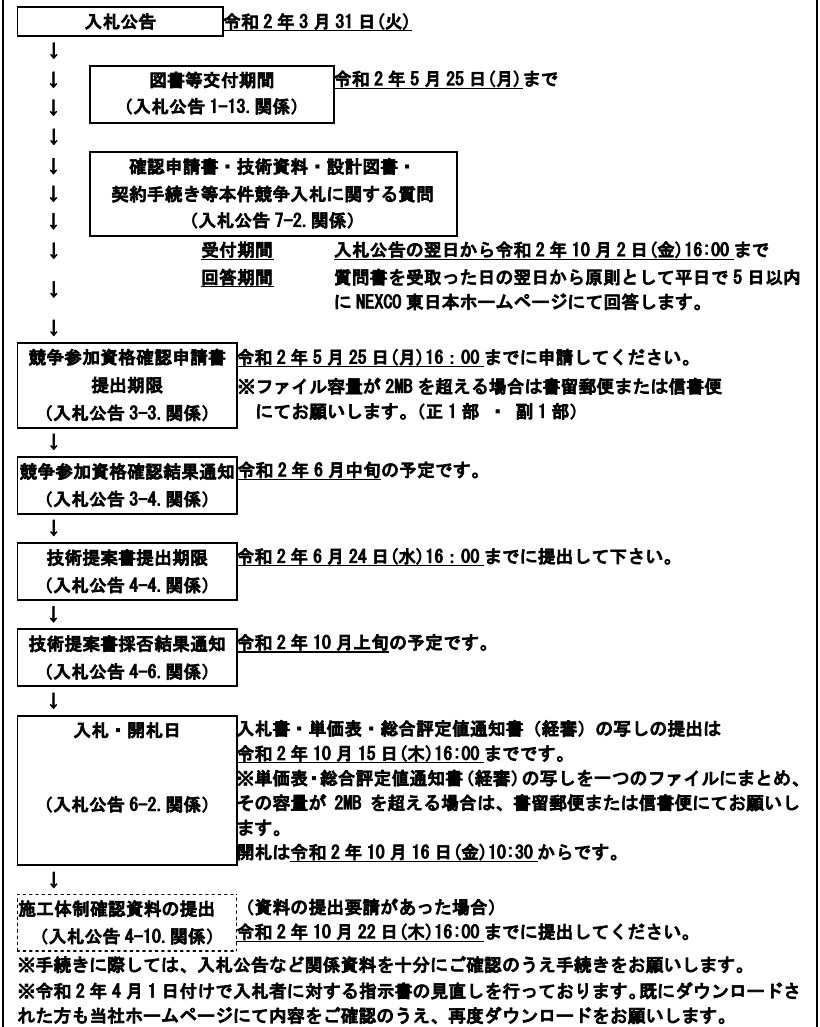 入札公告 令和2年3月31日(火)
↓
↓ 図書等交付期間 令和2年5月25日(月)まで
↓ (入札公告1-13.関係)
↓
↓ 確認申請書・技術資料・設計図書・
↓ 契約手続き等本件競争入札に関する質問
↓ (入札公告7-2.関係)
↓ 受付期間 入札公告の翌日から令和2年10月2日(金)16:00まで
回答期間 質問書を受取った日の翌日から原則として平日で5日以内
↓ にNEXCO東日本ホームページにて回答します。
↓
競争参加資格確認申請書 令和2年5月25日(月)16:00までに申請してください。
提出期限 ※ファイル容量が2MBを超える場合は書留郵便または信書便
(入札公告3-3.関係) にてお願いします。(正1部 ・ 副1部)
↓
競争参加資格確認結果通知 令和2年6月中旬の予定です。
(入札公告3-4.関係)
↓
技術提案書提出期限 令和2年6月24日(水)16:00までに提出して下さい。
(入札公告4-4.関係)
↓
技術提案書採否結果通知 令和2年10月上旬の予定です。
(入札公告4-6.関係)
↓
入札・開札日 入札書・単価表・総合評定値通知書(経審)の写しの提出は
令和2年10月15日(木)16:00までです。
※単価表・総合評定値通知書(経審)の写しを一つのファイルにまとめ、
(入札公告6-2.関係) その容量が2MBを超える場合は、書留郵便または信書便にてお願いし
ます。
開札は令和2年10月16日(金)10:30からです。
↓
施工体制確認資料の提出 (資料の提出要請があった場合)
(入札公告4-10.関係) 令和2年10月22日(木)16:00までに提出してください。
※手続きに際しては、入札公告など関係資料を十分にご確認のうえ手続きをお願いします。
※令和2年4月1日付けで入札者に対する指示書の見直しを行っております。既にダウンロードさ
れた方も当社ホームページにて内容をご確認のうえ、再度ダウンロードをお願いします。